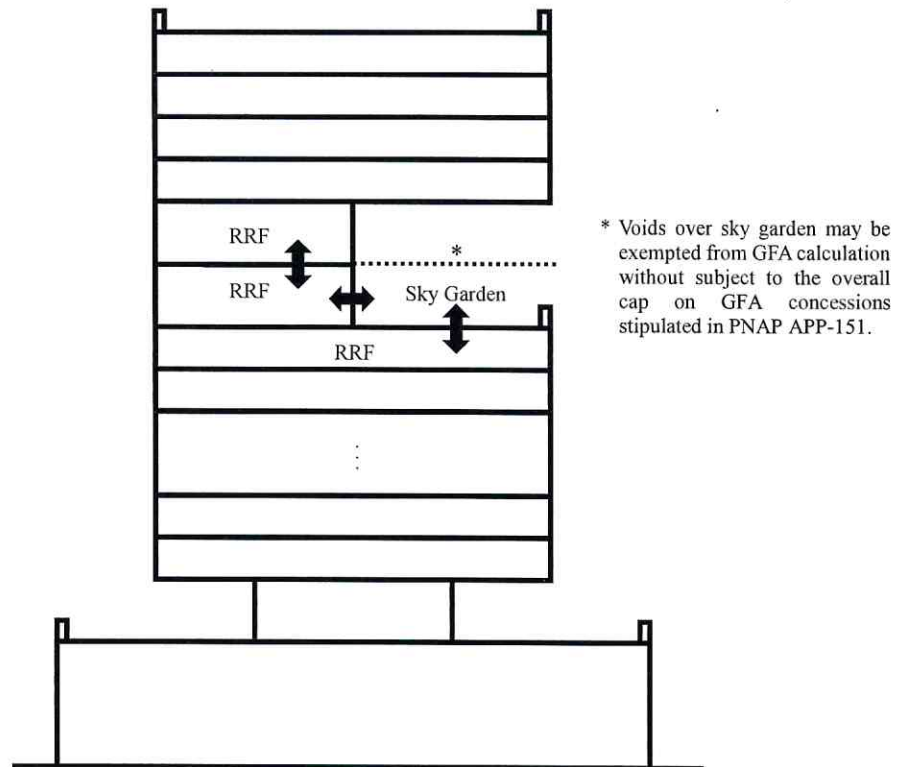 RRF
*
RRF
Sky Garden
RRF
* Voids over sky garden may be
exempted from GFA calculation
without subject to the overall
cap on GFA concessions
stipulated in PNAP APP-151.